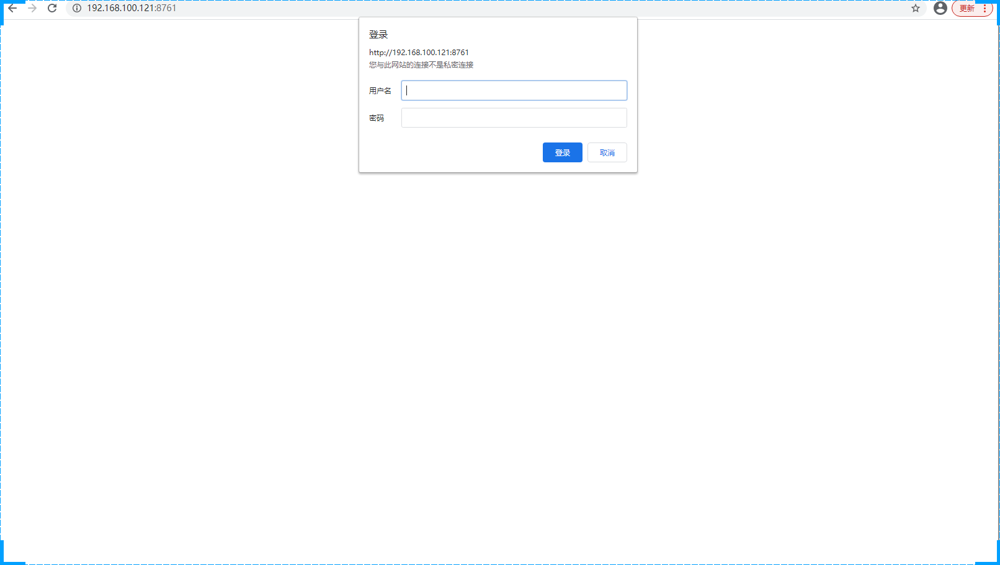 192.168.100.121:8761
更新
登录
http://192.168.100.121:8761
您与此网站的连接不是私密连接
用户名
密码
登录 取消